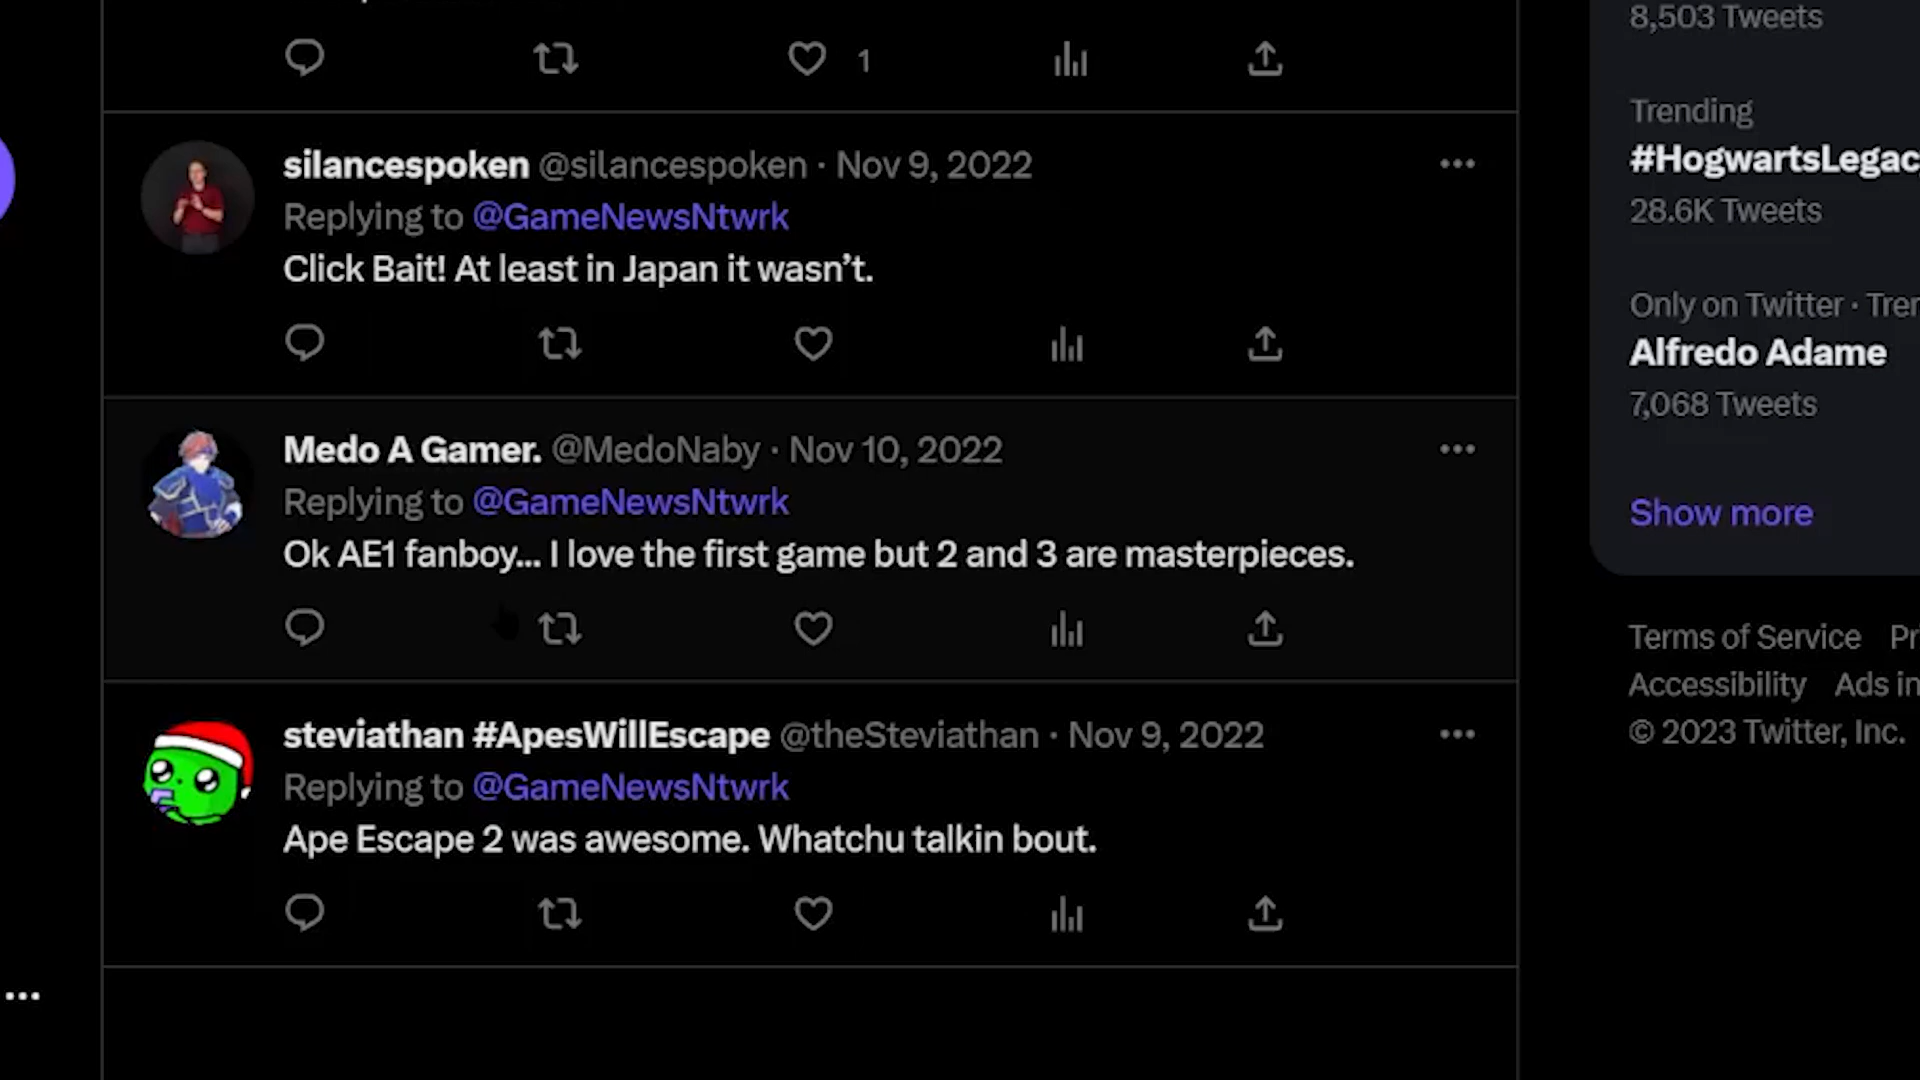 1
silancespoken @silancespoken · Nov 9, 2022
Replying to @GameNewsNtwrk
Click Bait! At least in Japan it wasn’t.
Medo A Gamer. @MedoNaby · Nov 10, 2022
Replying to @GameNewsNtwrk
Ok AE1 fanboy... I love the first game but 2 and 3 are masterpieces.
steviathan #ApesWillEscape @theSteviathan · Nov 9, 2022
Replying to @GameNewsNtwrk
Ape Escape 2 was awesome. Whatchu talkin bout.
8,503 Tweets
Trending
#HogwartsLegac
28.6K Tweets
Only on Twitter · Tren
Alfredo Adame
7,068 Tweets
Show more
Terms of Service Pr
Accessibility Ads in
© 2023 Twitter, Inc.